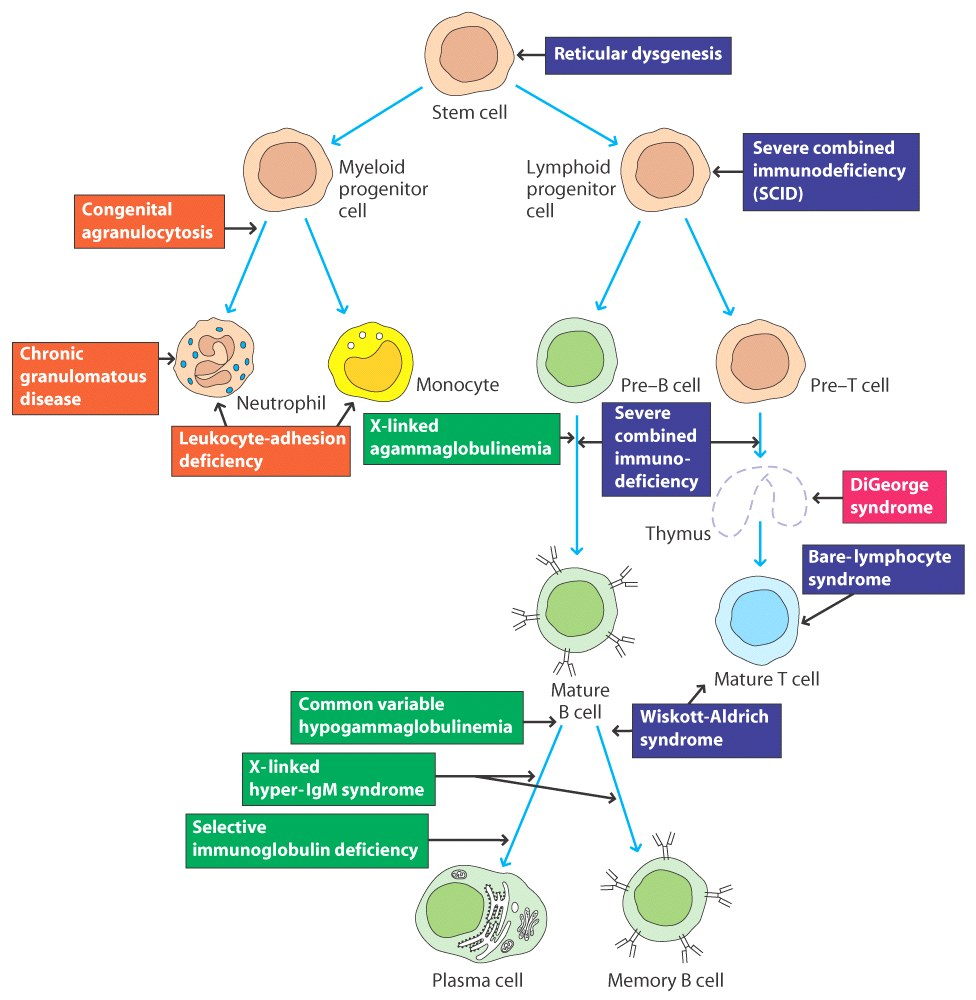 Reticular dysgenesis
Stem cell
Myeloid
progenitor
cell
Lymphoid
progenitor
cell
Severe combined
immunodeficiency
(SCID)
Congenital
agranulocytosis
Chronic
granulomatous
disease
Neutrophil
Monocyte
Pre–B cell
Pre–T cell
Leukocyte-adhesion
deficiency
X-linked
agammaglobulinemia
Severe
combined
immuno-
deficiency
DiGeorge
syndrome
Thymus
Bare-lymphocyte
syndrome
Mature T cell
Mature
B cell
Common variable
hypogammaglobulinemia
Wiskott-Aldrich
syndrome
X-linked
hyper-IgM syndrome
Selective
immunoglobulin deficiency
Plasma cell
Memory B cell